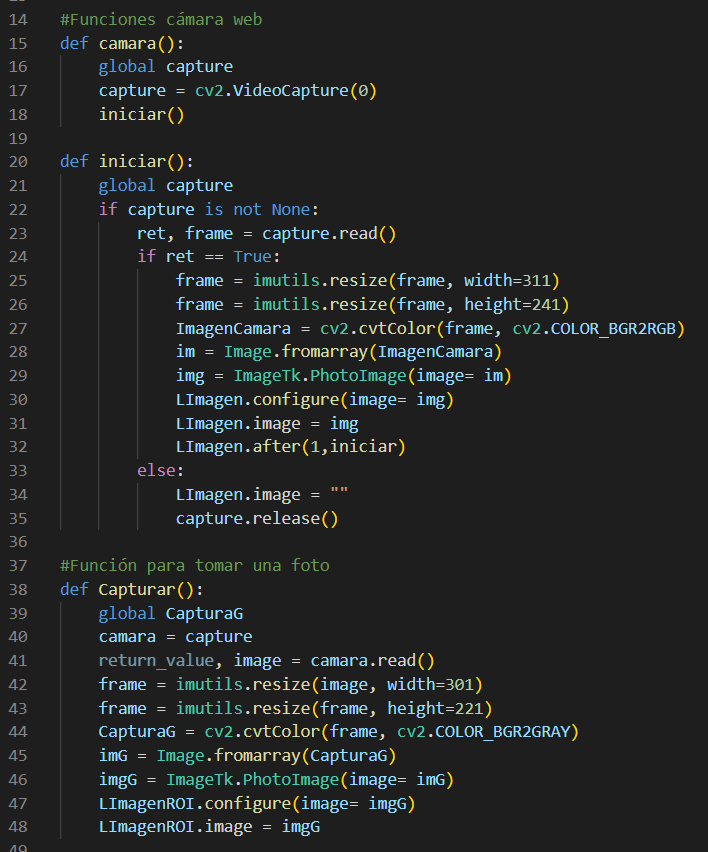 14 #Funciones cámara web
15 def camara():
16     global capture
17     capture = cv2.VideoCapture(0)
18     iniciar()
19
20 def iniciar():
21     global capture
22     if capture is not None:
23         ret, frame = capture.read()
24         if ret == True:
25             frame = imutils.resize(frame, width=311)
26             frame = imutils.resize(frame, height=241)
27             ImagenCamara = cv2.cvtColor(frame, cv2.COLOR_BGR2RGB)
28             im = Image.fromarray(ImagenCamara)
29             img = ImageTk.PhotoImage(image= im)
30             LImagen.configure(image= img)
31             LImagen.image = img
32             LImagen.after(1,iniciar)
33         else:
34             LImagen.image = ""
35             capture.release()
36
37 #Función para tomar una foto
38 def Capturar():
39     global CapturaG
40     camara = capture
41     return_value, image = camara.read()
42     frame = imutils.resize(image, width=301)
43     frame = imutils.resize(frame, height=221)
44     CapturaG = cv2.cvtColor(frame, cv2.COLOR_BGR2GRAY)
45     imG = Image.fromarray(CapturaG)
46     imgG = ImageTk.PhotoImage(image= imG)
47     LImagenROI.configure(image= imgG)
48     LImagenROI.image = imgG